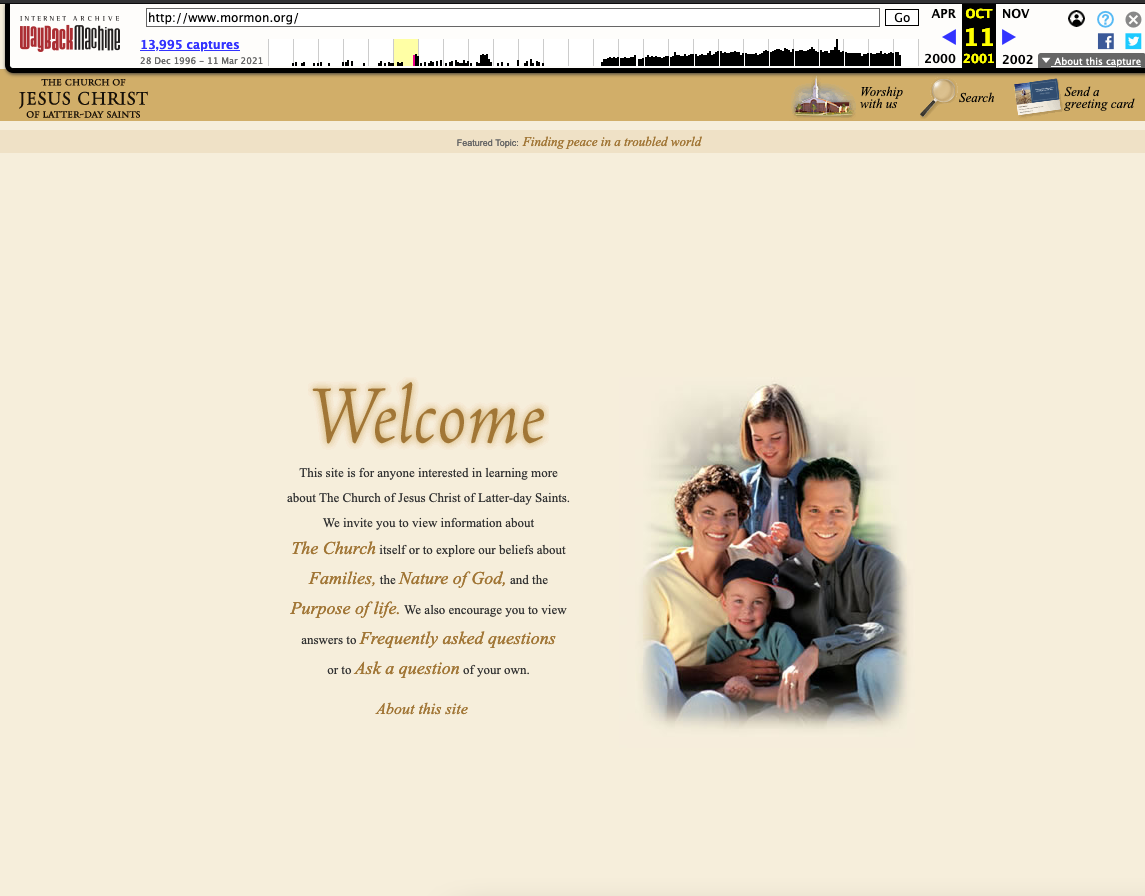 INTERNET ARCHIVE
WayBackMachine
http://www.mormon.org/
Go
13,995 captures
28 Dec 1996 – 11 Mar 2021
APR OCT NOV
11
2000 2001 2002
About this capture
THE CHURCH OF
JESUS CHRIST
OF LATTER-DAY SAINTS
Worship
with us
Search
Send a
greeting card
Featured Topic: Finding peace in a troubled world
Welcome
This site is for anyone interested in learning more
about The Church of Jesus Christ of Latter-day Saints.
We invite you to view information about
The Church itself or to explore our beliefs about
Families, the Nature of God, and the
Purpose of life. We also encourage you to view
answers to Frequently asked questions
or to Ask a question of your own.
About this site